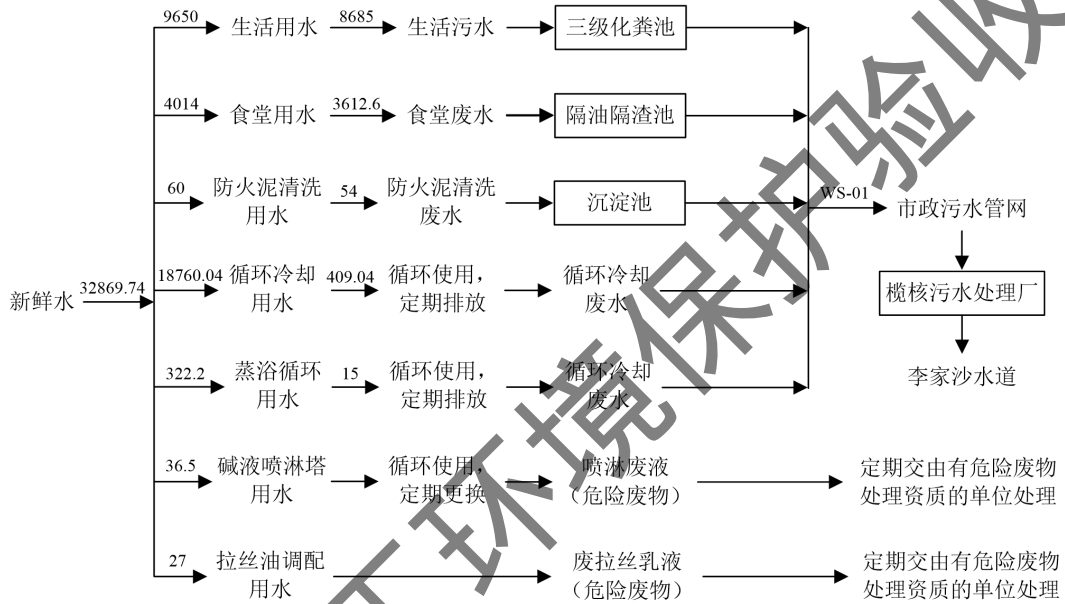 9650
生活用水
8685
生活污水
三级化粪池
4014
食堂用水
3612.6
食堂废水
隔油隔渣池
60
防火泥清洗
用水
54
防火泥清洗
废水
沉淀池
WS-01
市政污水管网
新鲜水
32869.74
18760.04
循环冷却
用水
409.04
循环使用，
定期排放
循环冷却
废水
榄核污水处理厂
322.2
蒸浴循环
用水
15
循环使用，
定期排放
循环冷却
废水
李家沙水道
36.5
碱液喷淋塔
用水
循环使用，
定期更换
喷淋废液
（危险废物）
定期交由有危险废物
处理资质的单位处理
27
拉丝油调配
用水
废拉丝乳液
（危险废物）
定期交由有危险废物
处理资质的单位处理
环境保护验收